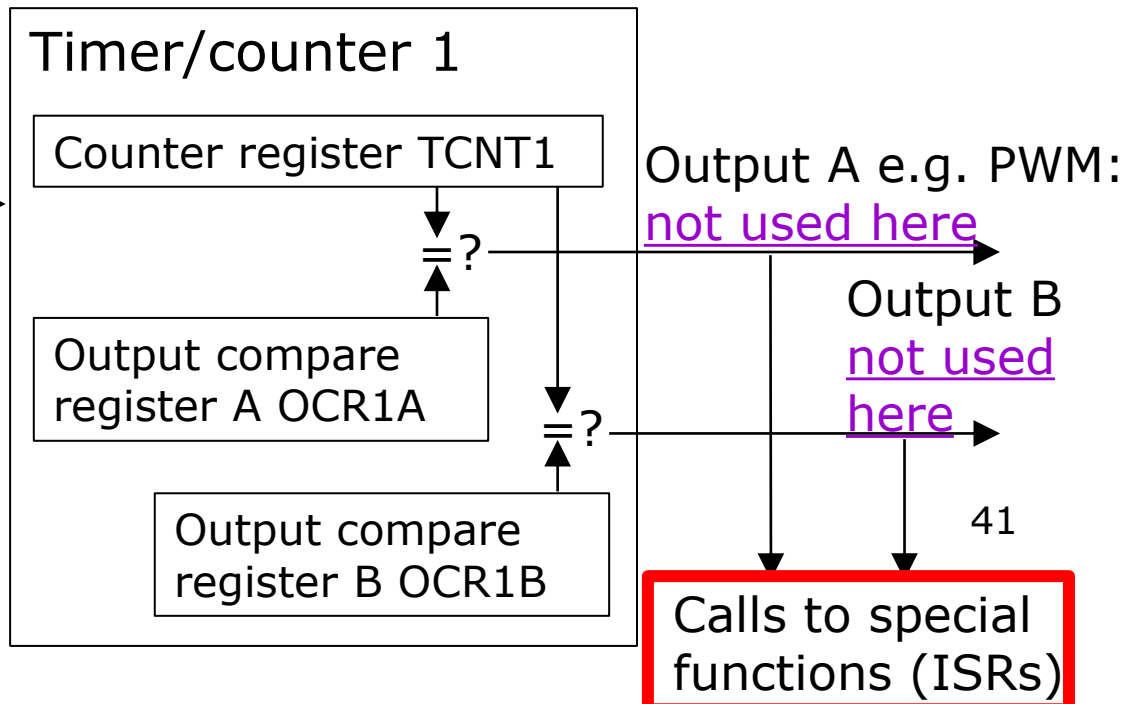 Timer/counter 1
Counter register TCNT1
Output A e.g. PWM:
not used here
=?
Output B
not used
here
Output compare
register A OCR1A
=?
41
Output compare
register B OCR1B
Calls to special
functions (ISRs)